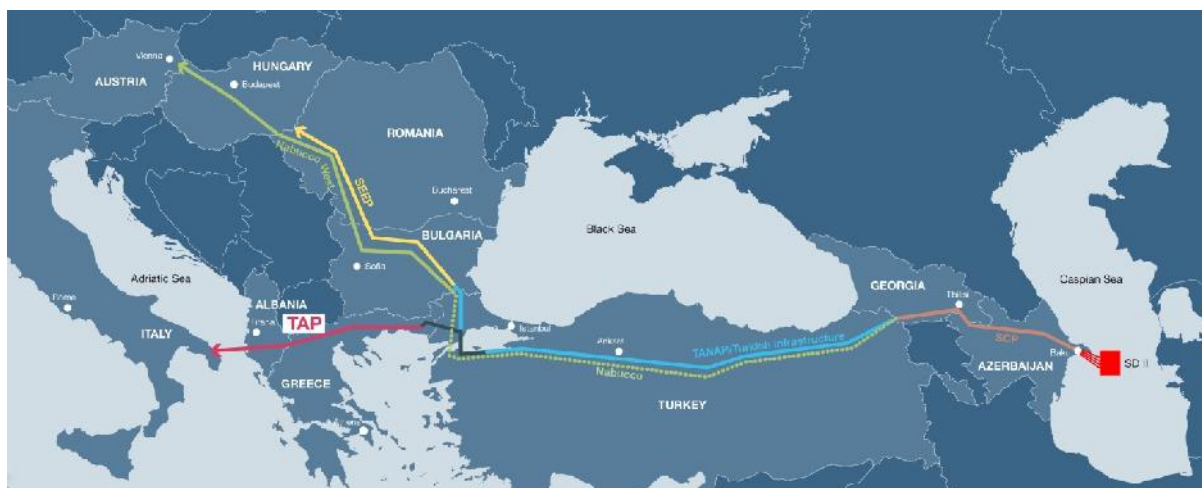 Vienna
HUNGARY
AUSTRIA
Budapest
ROMANIA
Nabucco West
SEEP
Bucharest
BULGARIA
Black Sea
Sofia
Adriatic Sea
Caspian Sea
GEORGIA
Tbilisi
ALBANIA
Rome
Tirana
TAP
ITALY
Istanbul
Ankara
TANAP/Turkish infrastructure
SCP
Baku
SD II
AZERBAIJAN
Nabucco
GREECE
TURKEY